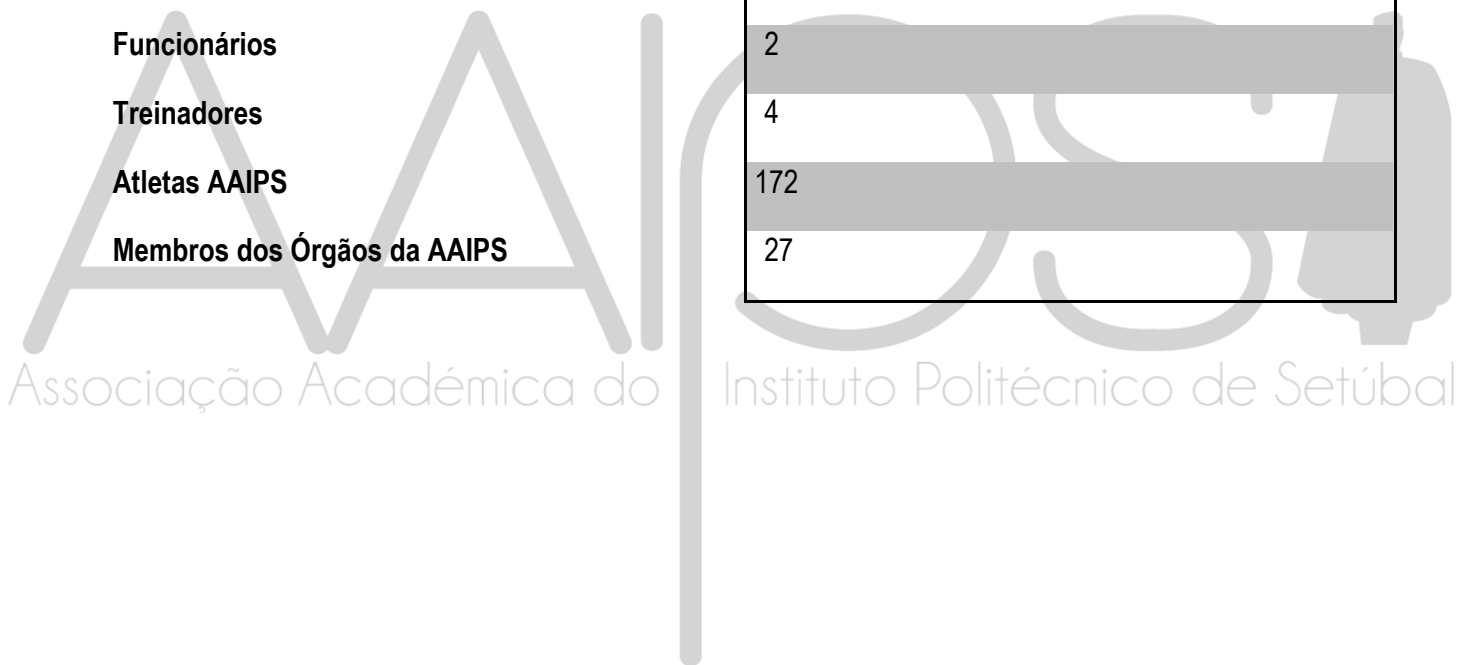 Funcionários 2
Treinadores 4
Atletas AAIPS 172
Membros dos Órgãos da AAIPS 27
AAIPS
Associação Académica do Instituto Politécnico de Setúbal